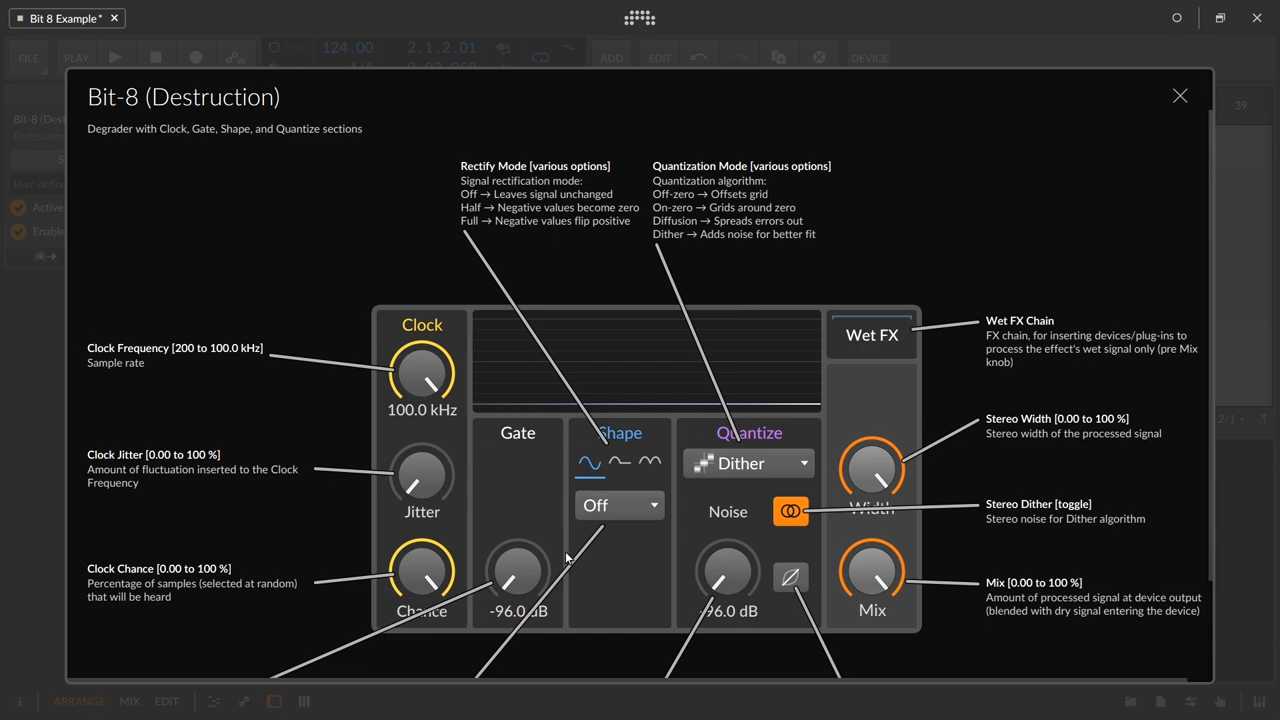 Bit 8 Example*
FILE
PLAY
124.00
2.1.2.01
ADD
EDIT
DEVICE
Bit-8 (Destruction)
Degrader with Clock, Gate, Shape, and Quantize sections
39
Rectify Mode [various options]
Signal rectification mode:
Off → Leaves signal unchanged
Half → Negative values become zero
Full → Negative values flip positive
Quantization Mode [various options]
Quantization algorithm:
Off-zero → Offsets grid
On-zero → Grids around zero
Diffusion → Spreads errors out
Dither → Adds noise for better fit
Active
Clock Frequency [200 to 100.0 kHz]
Sample rate
Clock Jitter [0.00 to 100 %]
Amount of fluctuation inserted to the Clock
Frequency
Clock Chance [0.00 to 100 %]
Percentage of samples (selected at random)
that will be heard
Clock
100.0 kHz
Jitter
Chance
Gate
-96.0 dB
Shape
Off
Quantize
Dither
Noise
-96.0 dB
Wet FX
Width
Mix
Wet FX Chain
FX chain, for inserting devices/plug-ins to
process the effect's wet signal only (pre Mix
knob)
Stereo Width [0.00 to 100 %]
Stereo width of the processed signal
Stereo Dither [toggle]
Stereo noise for Dither algorithm
Mix [0.00 to 100 %]
Amount of processed signal at device output
(blended with dry signal entering the device)
2/1
i
ARRANGE
MIX
EDIT